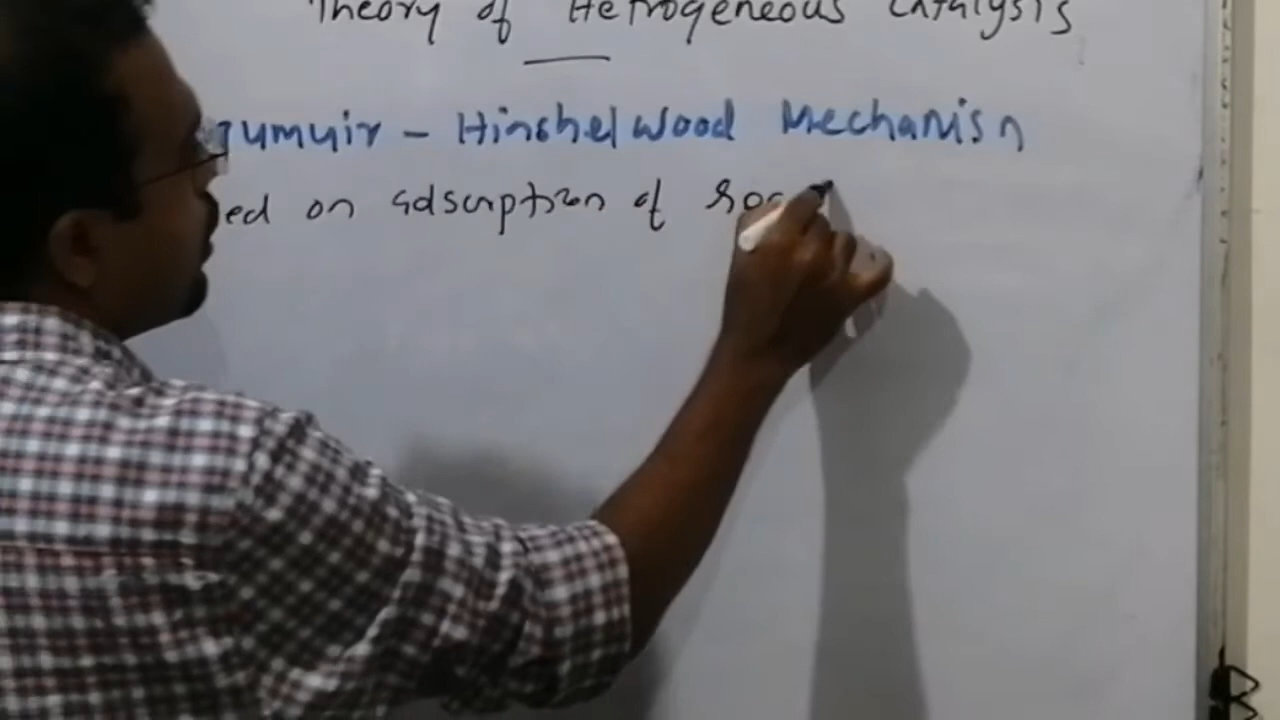 Theory of Hetrogeneous Catalysis
gumuir - Hinshelwood Mechanism
ed on adsorption of